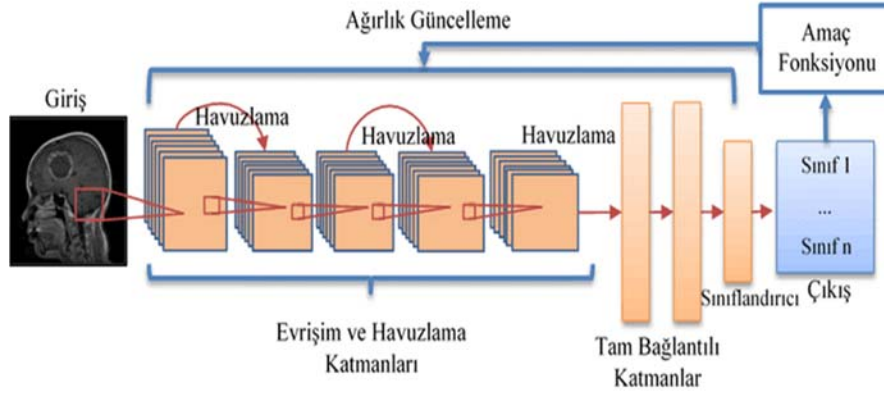 Ağırlık Güncelleme
Amaç
Fonksiyonu
Giriş
Havuzlama
Havuzlama
Havuzlama
Sınıf 1
...
Sınıf n
Sınıflandırıcı
Çıkış
Evrişim ve Havuzlama
Katmanları
Tam Bağlantılı
Katmanlar